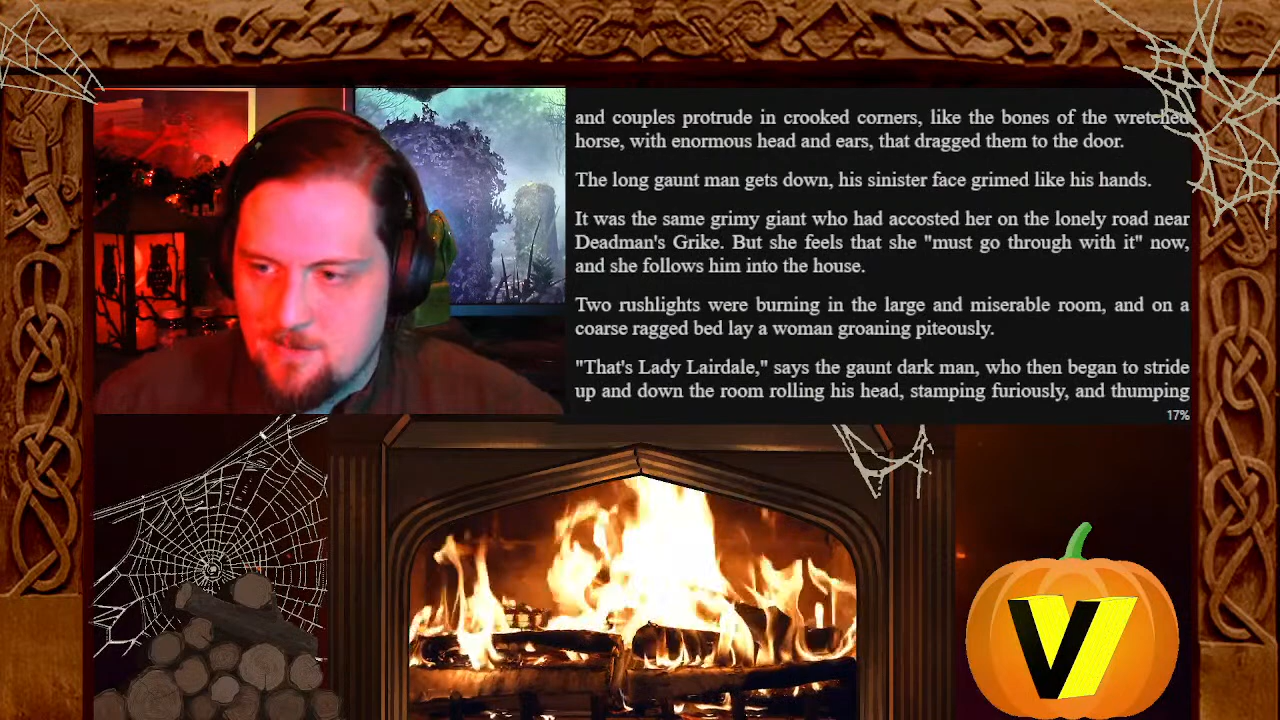 and couples protrude in crooked corners, like the bones of the wretched
horse, with enormous head and ears, that dragged them to the door.
The long gaunt man gets down, his sinister face grimed like his hands.
It was the same grimy giant who had accosted her on the lonely road near
Deadman's Grike. But she feels that she "must go through with it" now,
and she follows him into the house.
Two rushlights were burning in the large and miserable room, and on a
coarse ragged bed lay a woman groaning piteously.
"That's Lady Lairdale," says the gaunt dark man, who then began to stride
up and down the room rolling his head, stamping furiously, and thumping
17%
V